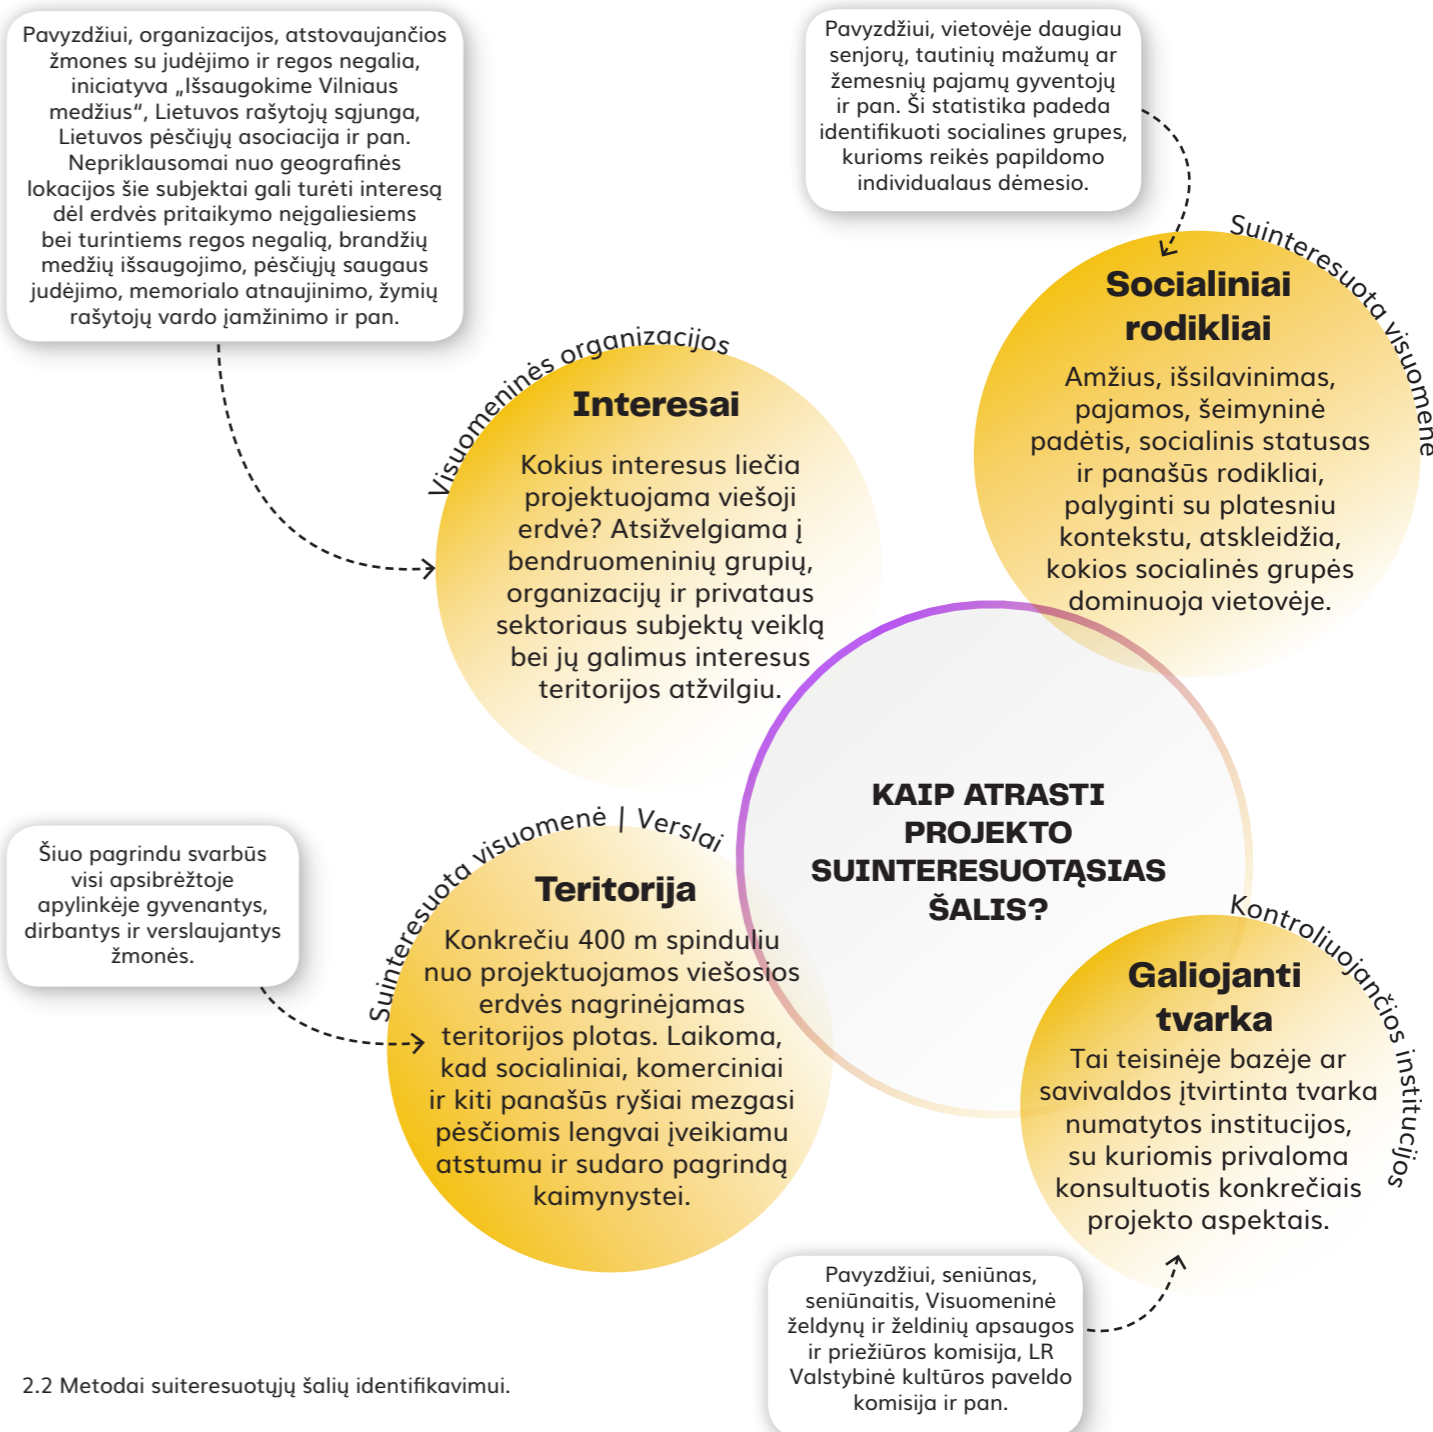 Pavyzdžiui, organizacijos, atstovaujančios
žmones su judėjimo ir regos negalia,
iniciatyva „Išsaugokime Vilniaus
medžius“, Lietuvos rašytojų sąjunga,
Lietuvos pėsčiųjų asociacija ir pan.
Nepriklausomai nuo geografinės
lokacijos šie subjektai gali turėti interesą
dėl erdvės pritaikymo neįgaliesiems
bei turintiems regos negalią, brandžių
medžių išsaugojimo, pėsčiųjų saugaus
judėjimo, memorialo atnaujinimo, žymių
rašytojų vardo įamžinimo ir pan.
Pavyzdžiui, vietovėje daugiau
senjorų, tautinių mažumų ar
žemesnių pajamų gyventojų
ir pan. Ši statistika padeda
identifikuoti socialines grupes,
kurioms reikės papildomo
individualaus dėmesio.
Suinteresuota visuomenė
Socialiniai
rodikliai
Amžius, išsilavinimas,
pajamos, šeimyninė
padėtis, socialinis statusas
ir panašūs rodikliai,
palyginti su platesniu
kontekstu, atskleidžia,
kokios socialinės grupės
dominuoja vietovėje.
Visuomeninės organizacijos
Interesai
Kokius interesus liečia
projektuojama viešoji
erdvė? Atsižvelgiama į
bendruomeninių grupių,
organizacijų ir privataus
sektoriaus subjektų veiklą
bei jų galimus interesus
teritorijos atžvilgiu.
KAIP ATRASTI
PROJEKTO
SUINTERESUOTĄSIAS
ŠALIS?
Šiuo pagrindu svarbūs
visi apsibrėžtoje
apylinkėje gyvenantys,
dirbantys ir verslaujantys
žmonės.
Suinteresuota visuomenė | Verslai
Teritorija
Konkrečiu 400 m spinduliu
nuo projektuojamos viešosios
erdvės nagrinėjamas
teritorijos plotas. Laikoma,
kad socialiniai, komerciniai
ir kiti panašūs ryšiai mezgasi
pėsčiomis lengvai įveikiamu
atstumu ir sudaro pagrindą
kaimynystei.
Kontroliuojančios institucijos
Galiojanti
tvarka
Tai teisinėje bazėje ar
savivaldos įtvirtinta tvarka
numatytos institucijos,
su kuriomis privaloma
konsultuotis konkrečiais
projekto aspektais.
Pavyzdžiui, seniūnas,
seniūnaitis, Visuomeninė
želdynų ir želdinių apsaugos
ir priežiūros komisija, LR
Valstybinė kultūros paveldo
komisija ir pan.
2.2 Metodai suiteresuotųjų šalių identifikavimui.